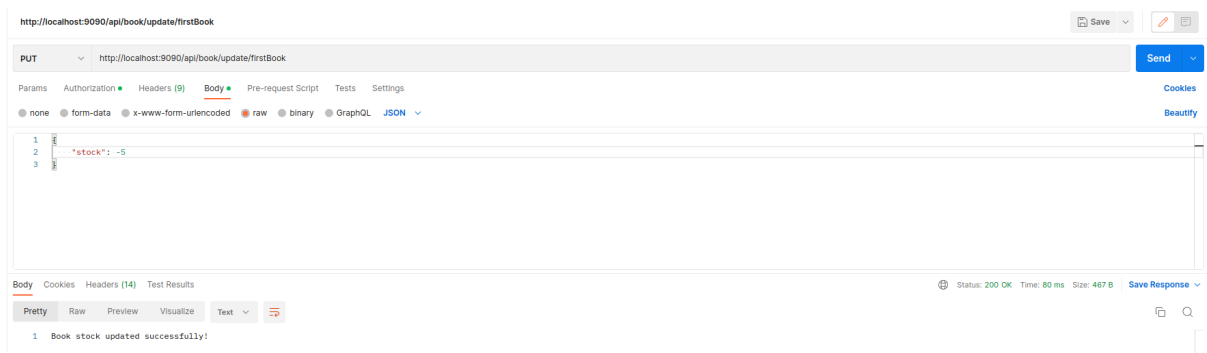 http://localhost:9090/api/book/update/firstBook
Save
PUT http://localhost:9090/api/book/update/firstBook Send
Params Authorization Headers (9) Body Pre-request Script Tests Settings Cookies
none form-data x-www-form-urlencoded raw binary GraphQL JSON Beautify
1 {
2 "stock": -5
3 }
Body Cookies Headers (14) Test Results Status: 200 OK Time: 80 ms Size: 467 B Save Response
Pretty Raw Preview Visualize Text
1 Book stock updated successfully!